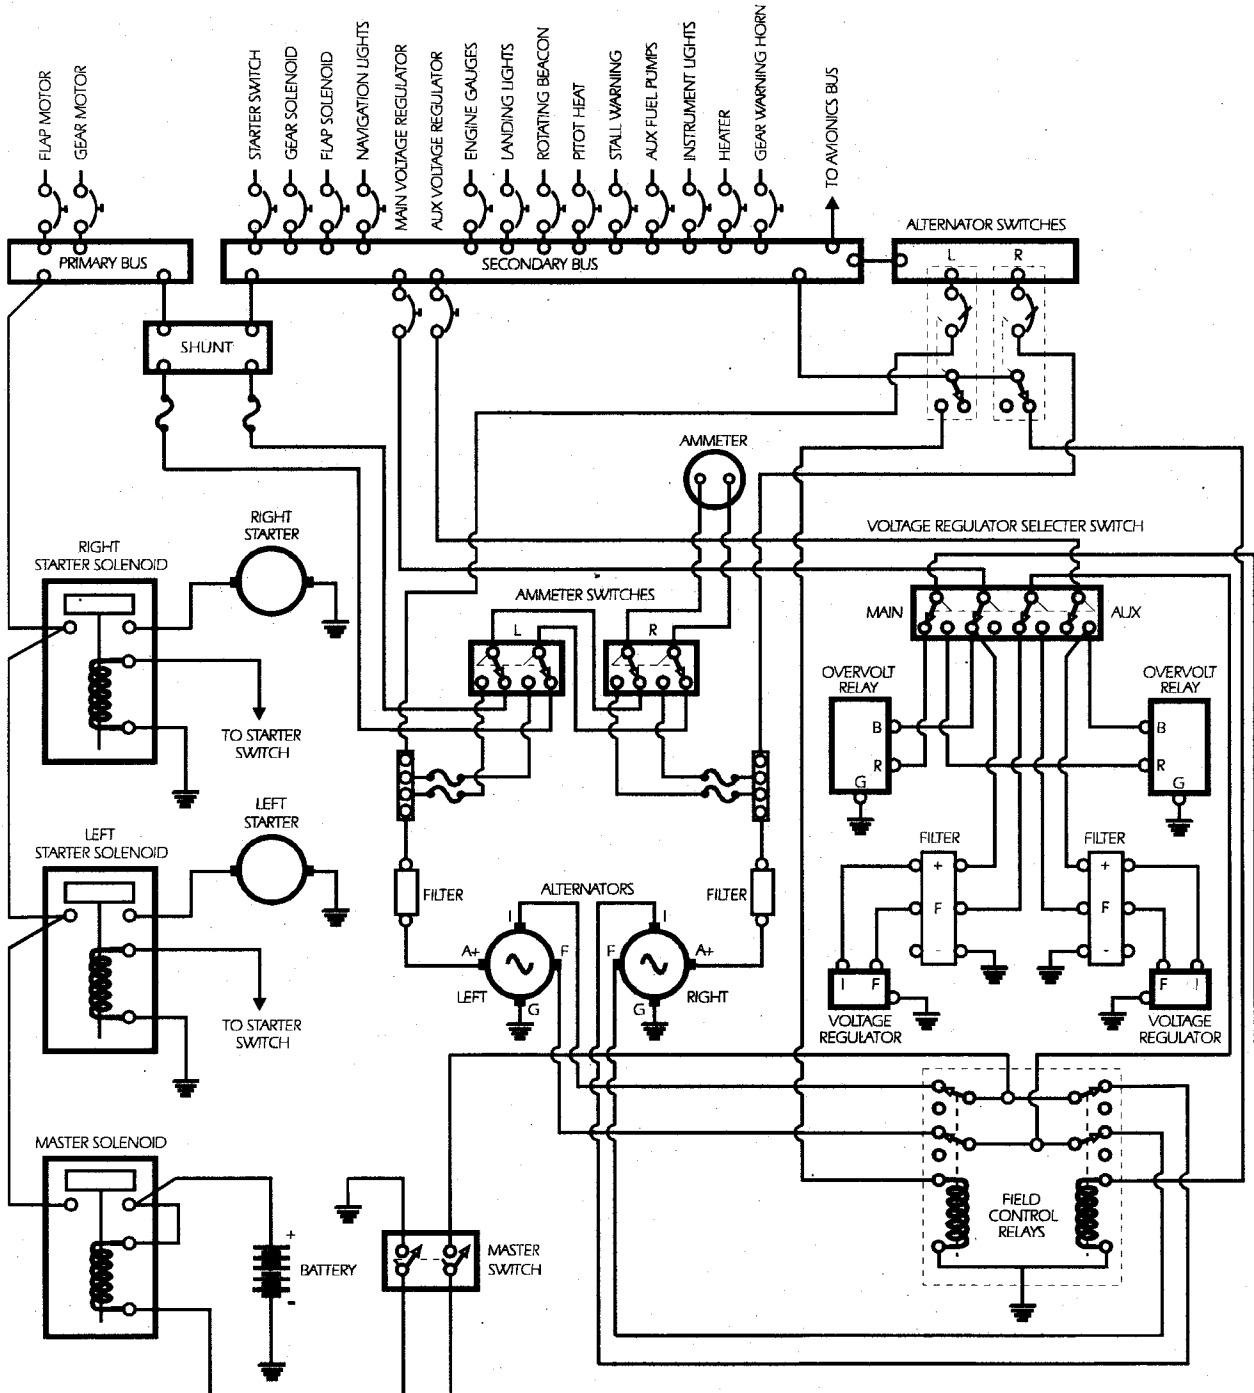 FLAP MOTOR
GEAR MOTOR
STARTER SWITCH
GEAR SOLENOID
FLAP SOLENOID
NAVIGATION LIGHTS
MAIN VOLTAGE REGULATOR
AUX VOLTAGE REGULATOR
ENGINE GAUGES
LANDING LIGHTS
ROTATING BEACON
PITOT HEAT
STALL WARNING
AUX FUEL PUMPS
INSTRUMENT LIGHTS
HEATER
GEAR WARNING HORN
TO AVIONICS BUS
ALTERNATOR SWITCHES
L R
PRIMARY BUS
SECONDARY BUS
SHUNT
AMMETER
RIGHT
STARTER
VOLTAGE REGULATOR SELECTER SWITCH
RIGHT
STARTER SOLENOID
AMMETER SWITCHES
L R
MAIN
AUX
OVERVOLT
RELAY
OVERVOLT
RELAY
B
R
G
B
R
G
TO STARTER
SWITCH
LEFT
STARTER
LEFT
STARTER SOLENOID
FILTER
FILTER
+
F
-
+
F
-
FILTER
ALTERNATORS
FILTER
I
A+
F
LEFT
G
I
F
A+
RIGHT
G
I F
VOLTAGE
REGULATOR
F I
VOLTAGE
REGULATOR
TO STARTER
SWITCH
MASTER SOLENOID
+
BATTERY
-
MASTER
SWITCH
FIELD
CONTROL
RELAYS